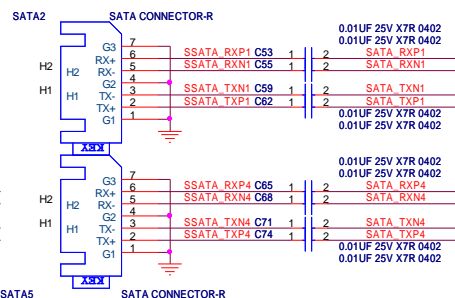 SATA2 SATA CONNECTOR-R
0.01UF 25V X7R 0402
0.01UF 25V X7R 0402
G3 7
H2 H2 RX+ 6 SSATA_RXP1 C53 1 2 SATA_RXP1
RX- 5 SSATA_RXN1 C55 1 2 SATA_RXN1
G2 4
H1 H1 TX- 3 SSATA_TXN1 C59 1 2 SATA_TXN1
TX+ 2 SSATA_TXP1 C62 1 2 SATA_TXP1
G1 1
0.01UF 25V X7R 0402
0.01UF 25V X7R 0402
KEY
0.01UF 25V X7R 0402
0.01UF 25V X7R 0402
G3 7
H2 H2 RX+ 6 SSATA_RXP4 C65 1 2 SATA_RXP4
RX- 5 SSATA_RXN4 C68 1 2 SATA_RXN4
G2 4
H1 H1 TX- 3 SSATA_TXN4 C71 1 2 SATA_TXN4
TX+ 2 SSATA_TXP4 C74 1 2 SATA_TXP4
G1 1
0.01UF 25V X7R 0402
0.01UF 25V X7R 0402
KEY
SATA5 SATA CONNECTOR-R